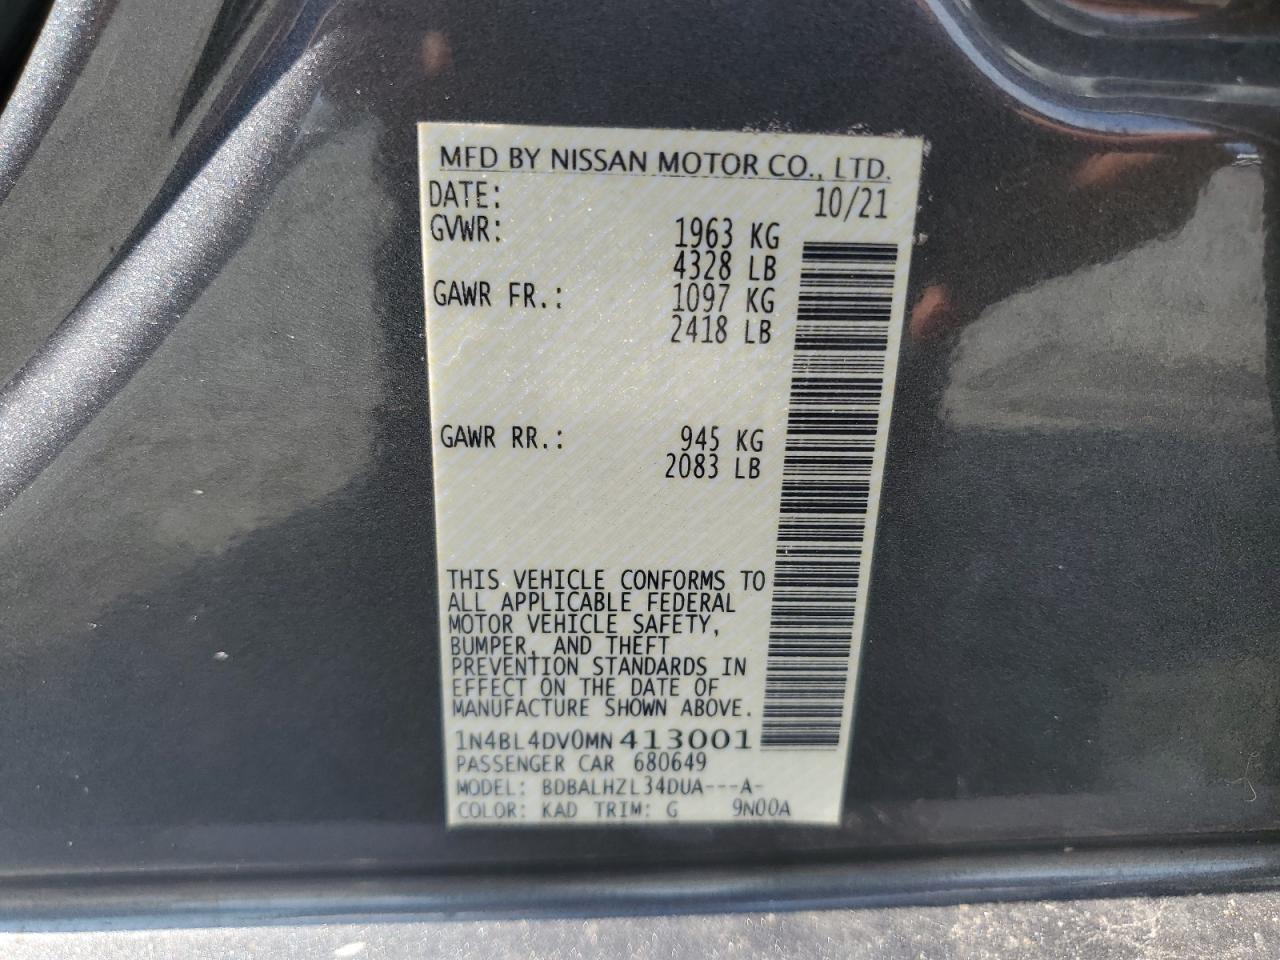 MFD BY NISSAN MOTOR CO., LTD.
DATE: 10/21
GVWR: 1963 KG
4328 LB
GAWR FR.: 1097 KG
2418 LB
GAWR RR.: 945 KG
2083 LB
THIS VEHICLE CONFORMS TO
ALL APPLICABLE FEDERAL
MOTOR VEHICLE SAFETY,
BUMPER, AND THEFT
PREVENTION STANDARDS IN
EFFECT ON THE DATE OF
MANUFACTURE SHOWN ABOVE.
1N4BL4DV0MN413001
PASSENGER CAR 680649
MODEL: BDBALHZL34DUA---A-
COLOR: KAD TRIM: G 9N00A